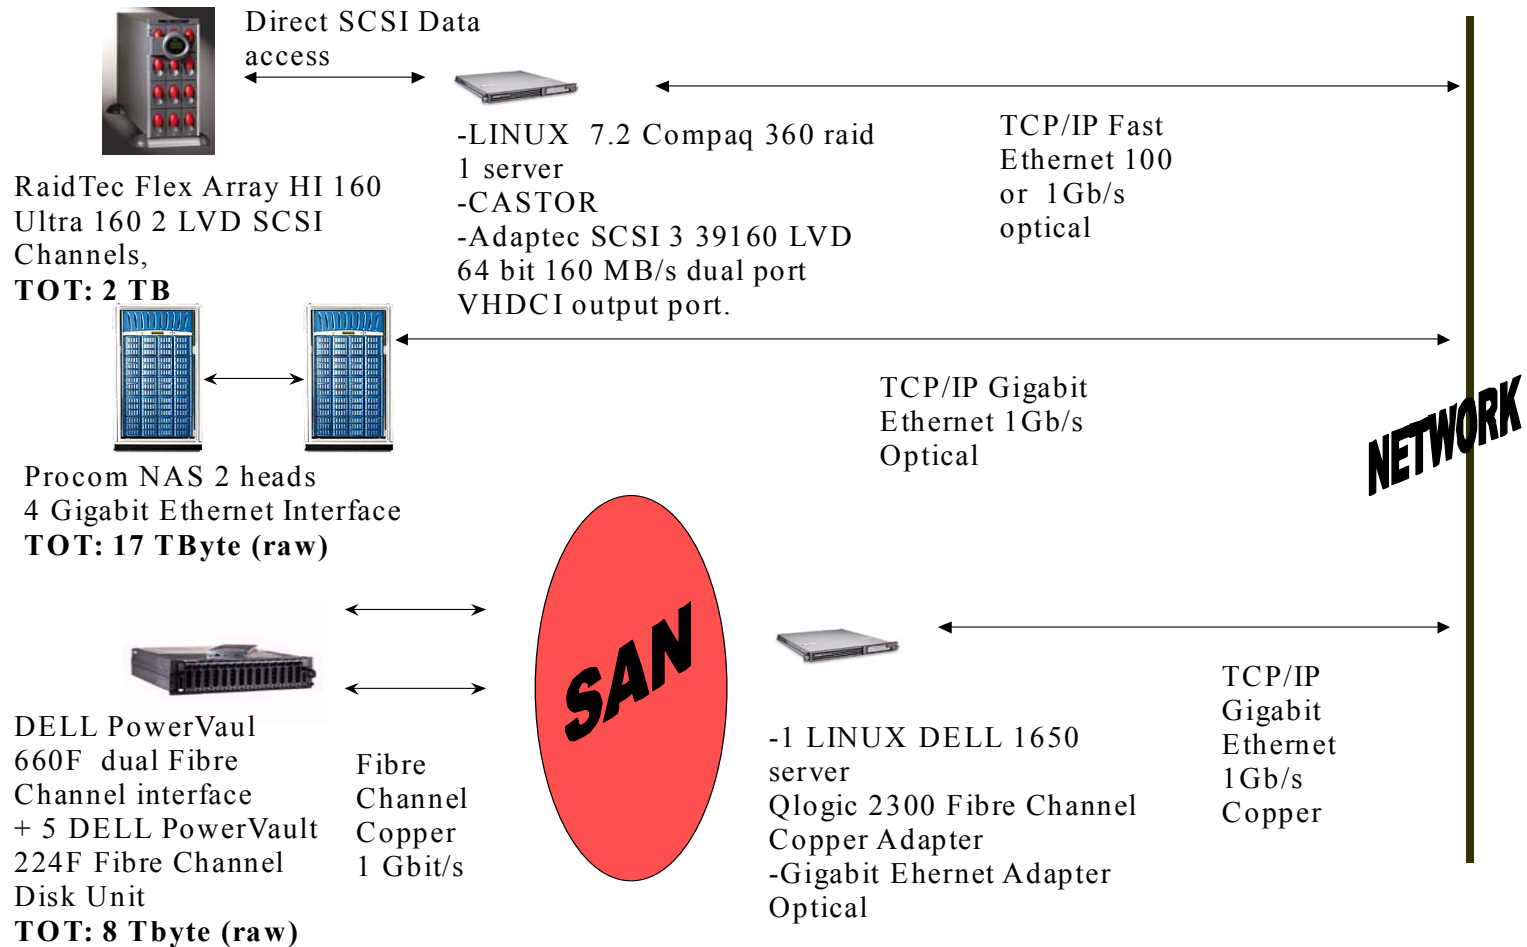 Direct SCSI Data
access
RaidTec Flex Array HI 160
Ultra 160 2 LVD SCSI
Channels,
TOT: 2 TB
-LINUX 7.2 Compaq 360 raid
1 server
-CASTOR
-Adaptec SCSI 3 39160 LVD
64 bit 160 MB/s dual port
VHDCI output port.
TCP/IP Fast
Ethernet 100
or 1Gb/s
optical
Procom NAS 2 heads
4 Gigabit Ethernet Interface
TOT: 17 TByte (raw)
TCP/IP Gigabit
Ethernet 1Gb/s
Optical
NETWORK
DELL PowerVaul
660F dual Fibre
Channel interface
+ 5 DELL PowerVault
224F Fibre Channel
Disk Unit
TOT: 8 Tbyte (raw)
Fibre
Channel
Copper
1 Gbit/s
SAN
-1 LINUX DELL 1650
server
Qlogic 2300 Fibre Channel
Copper Adapter
-Gigabit Ehernet Adapter
Optical
TCP/IP
Gigabit
Ethernet
1Gb/s
Copper